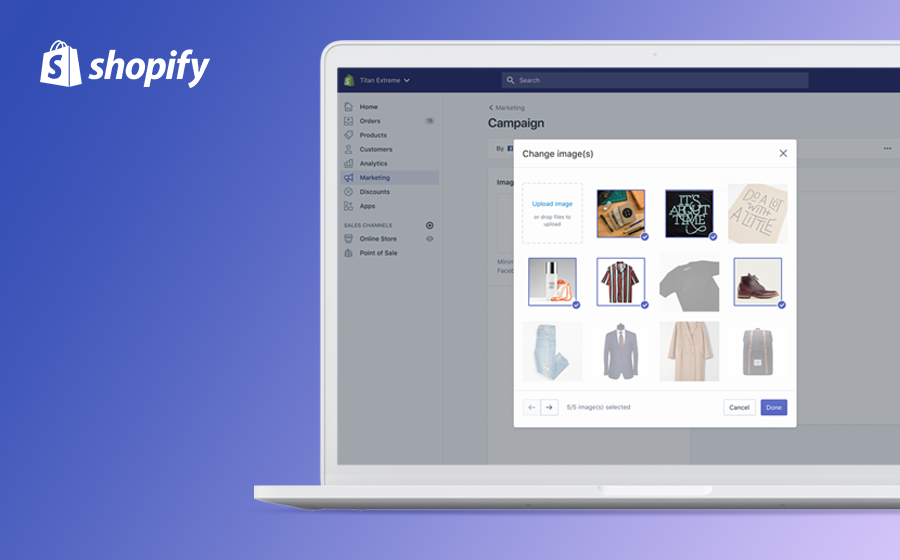 shopify
Titan Extreme
Search
Home
Orders 15
Products
Customers
Analytics
Marketing
Discounts
Apps
SALES CHANNELS
Online Store
Point of Sale
Marketing
Campaign
By
Imag
Minim
Faceb
Change image(s)
Upload image
or drop files to
upload
IT'S
ABOUT
TIME
DO A LOT
WITH
A LITTLE
5/5 image(s) selected
Cancel
Done